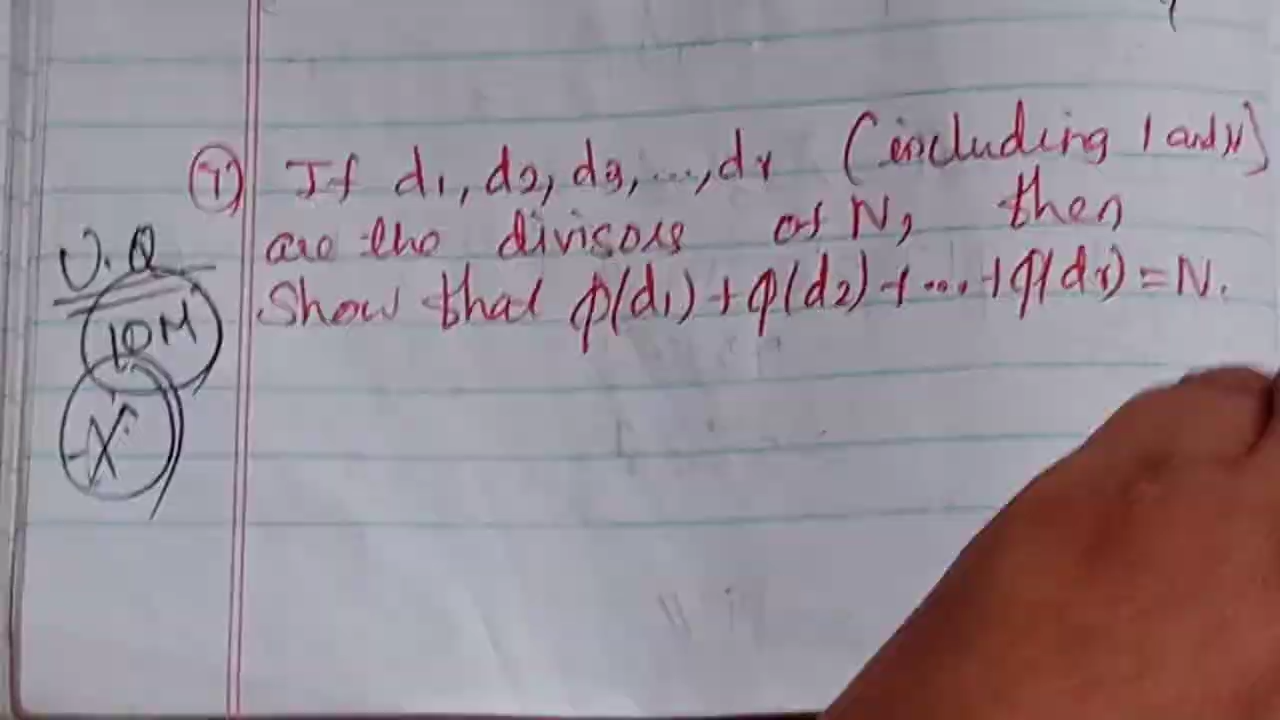 7) If d1, d2, d3, ..., dr (including 1 and N)
are the divisors of N, then
Show that φ(d1) + φ(d2) + ... + φ(dr) = N.
U.Q
10M